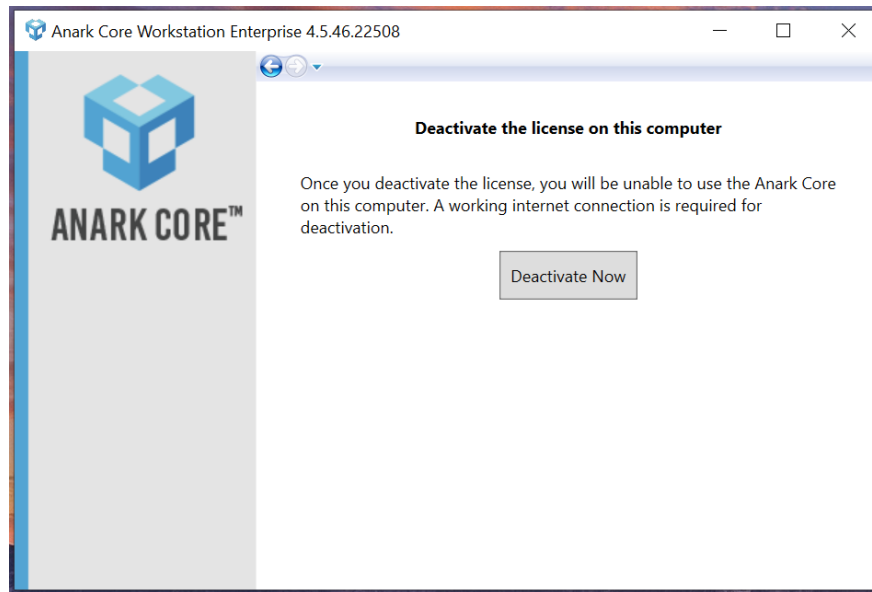 Anark Core Workstation Enterprise 4.5.46.22508
ANARK CORE™
Deactivate the license on this computer
Once you deactivate the license, you will be unable to use the Anark Core
on this computer. A working internet connection is required for
deactivation.
Deactivate Now